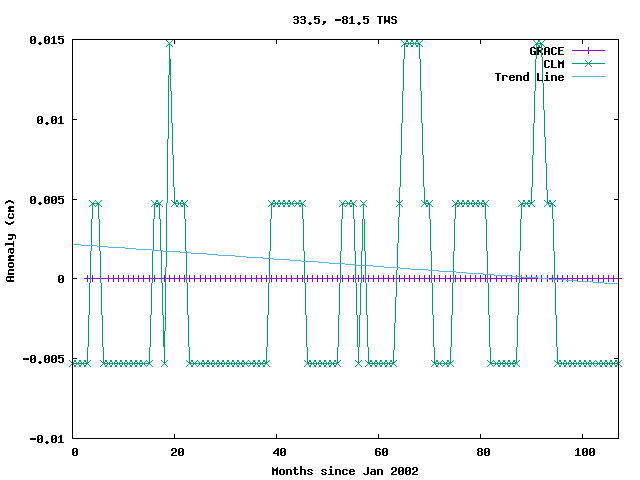 33.5, -81.5 TWS
0.015
GRACE
CLM
Trend Line
0.01
0.005
0
-0.005
-0.01
Anomaly (cm)
0 20 40 60 80 100
Months since Jan 2002